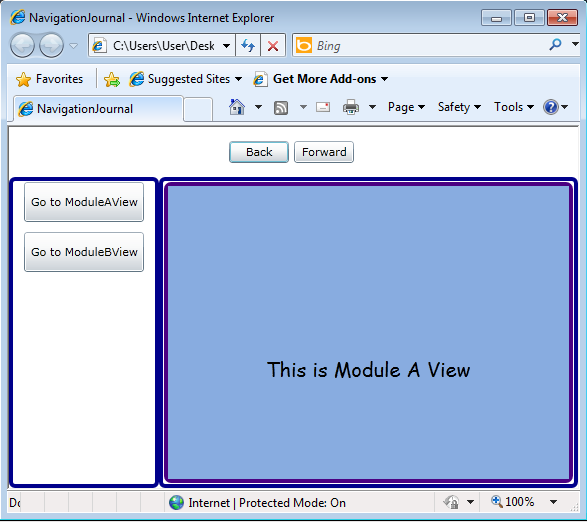 NavigationJournal - Windows Internet Explorer
C:\Users\User\Desk
Bing
Favorites
Suggested Sites
Get More Add-ons
NavigationJournal
Page
Safety
Tools
Back
Forward
Go to ModuleAView
Go to ModuleBView
This is Module A View
Internet | Protected Mode: On
100%